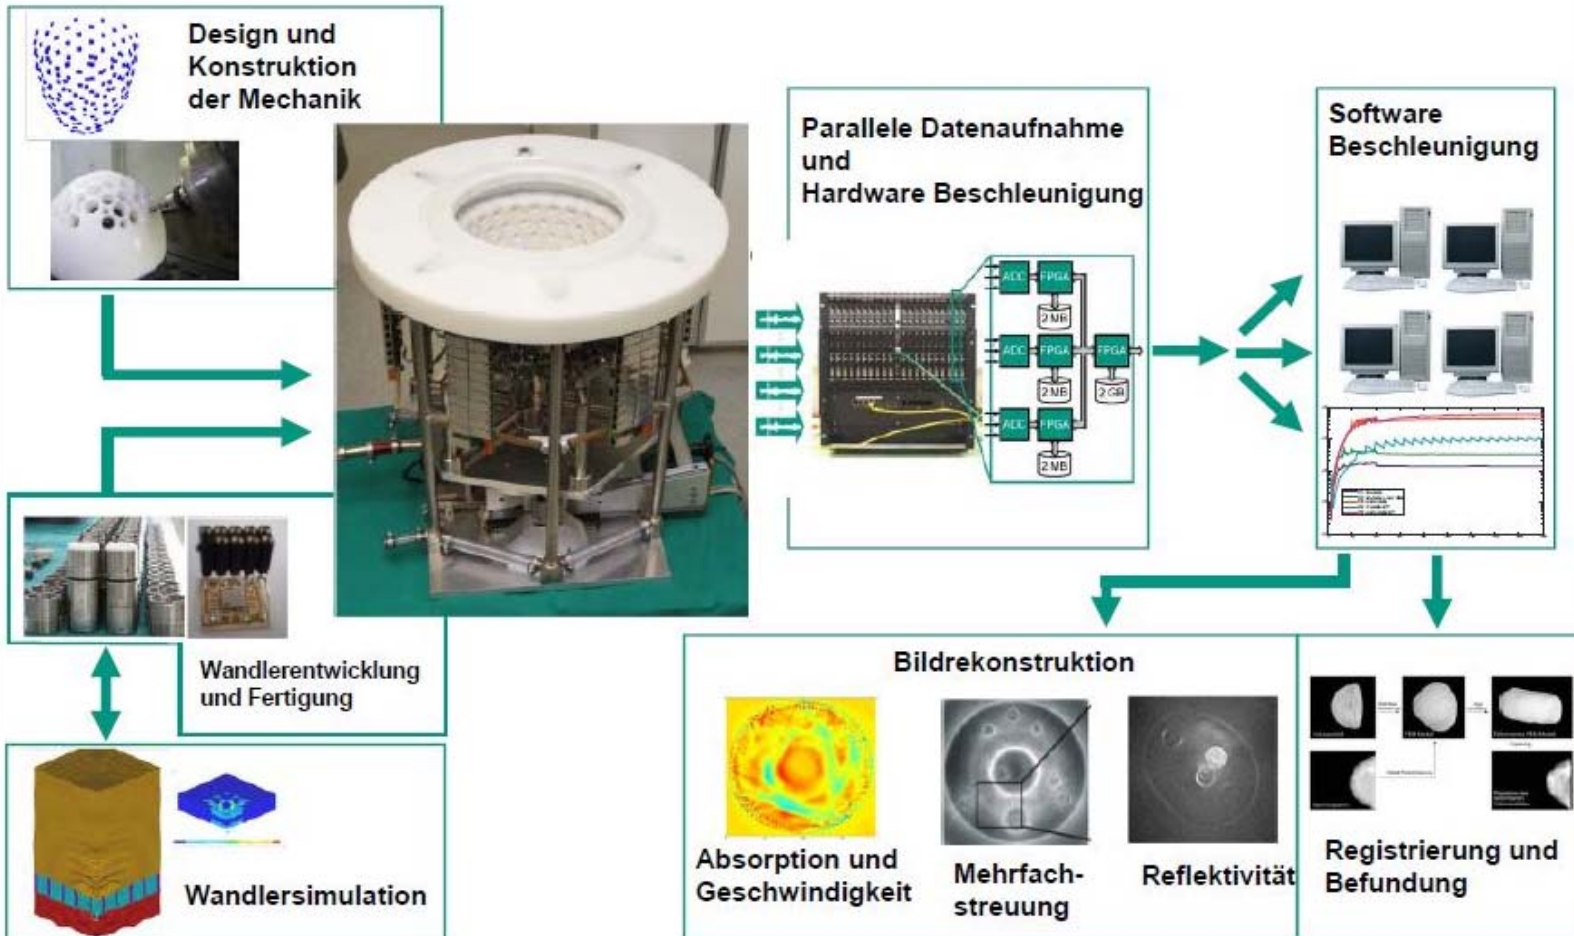 Design und
Konstruktion
der Mechanik
Parallele Datenaufnahme
und
Hardware Beschleunigung
Software
Beschleunigung
ADC FPGA
2 MB
ADC FPGA FPGA
2 MB 2 GB
ADC FPGA
2 MB
Wandlerentwicklung
und Fertigung
Wandlersimulation
Bildrekonstruktion
Absorption und
Geschwindigkeit
Mehrfach-
streuung
Reflektivität
Registrierung und
Befundung